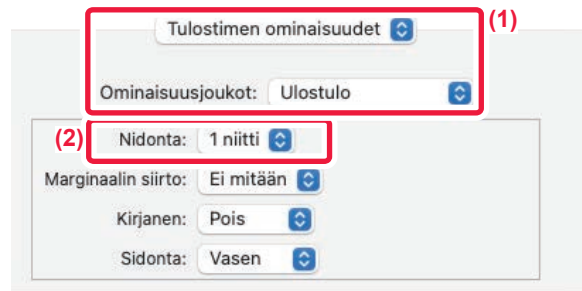 Tulostimen ominaisuudet (1)
Ominaisuusjoukot: Ulostulo
(2) Nidonta: 1 niitti
Marginaalin siirto: Ei mitään
Kirjanen: Pois
Sidonta: Vasen